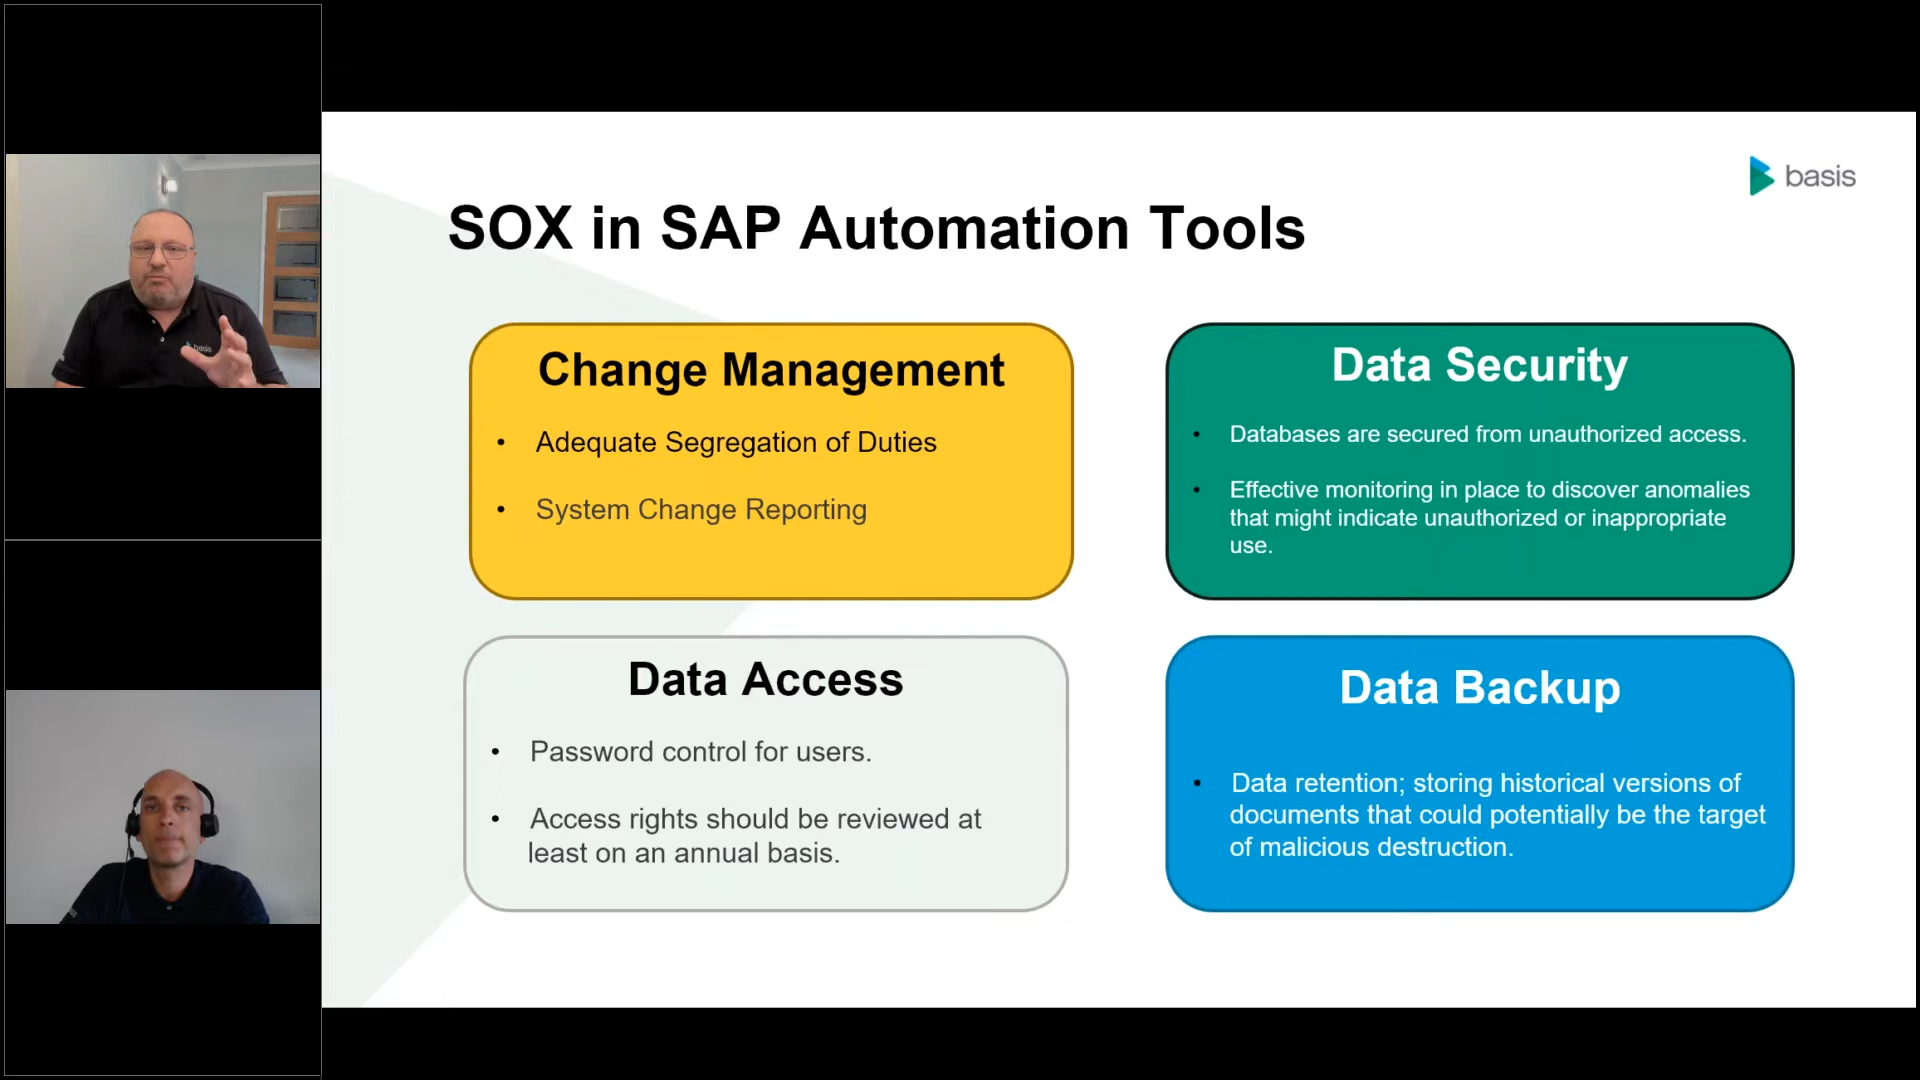 basis
SOX in SAP Automation Tools
Change Management
• Adequate Segregation of Duties
• System Change Reporting
Data Security
• Databases are secured from unauthorized access.
• Effective monitoring in place to discover anomalies
that might indicate unauthorized or inappropriate
use.
Data Access
• Password control for users.
• Access rights should be reviewed at
least on an annual basis.
Data Backup
• Data retention; storing historical versions of
documents that could potentially be the target
of malicious destruction.
basis